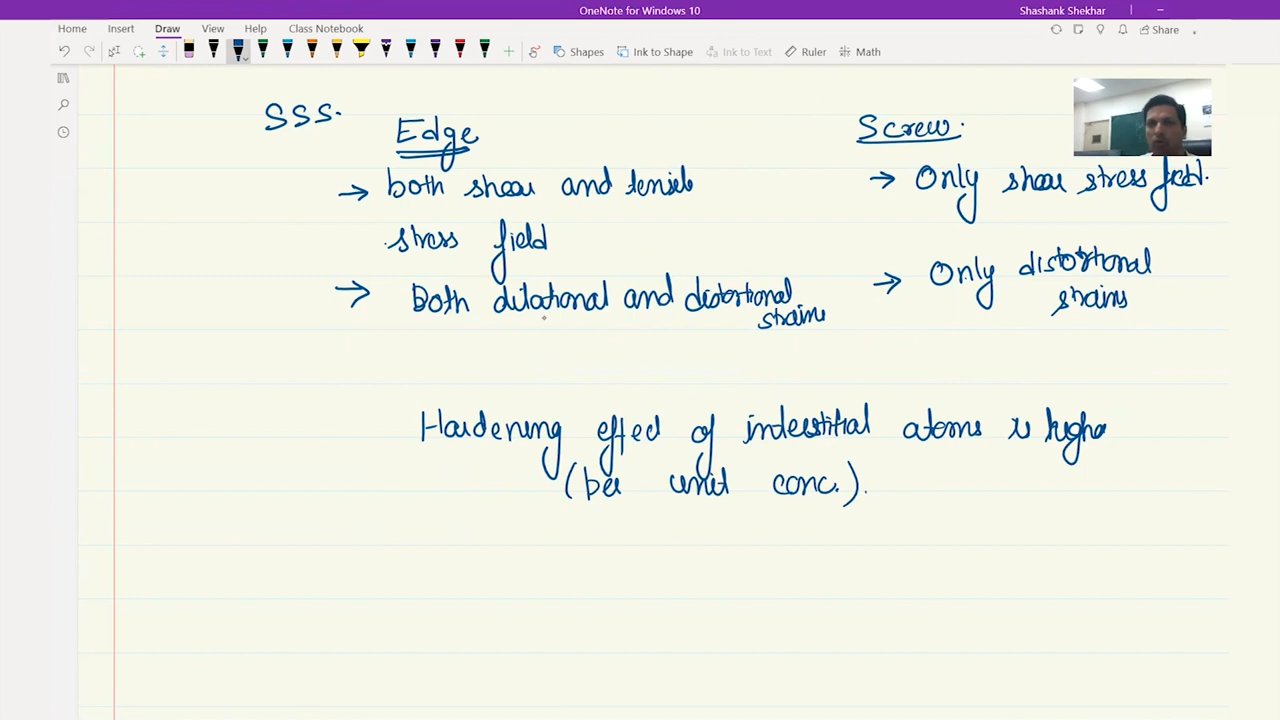 OneNote for Windows 10
Shashank Shekhar
Home Insert Draw View Help Class Notebook
Share
Shapes Ink to Shape Ink to Text Ruler Math
SSS.
Edge
Screw.
→ both shear and tensile
stress field
→ Only shear stress field.
→ Both dilational and distortional
strains
→ Only distortional
strains
Hardening effect of interstitial atoms is higher
(per unit conc.).